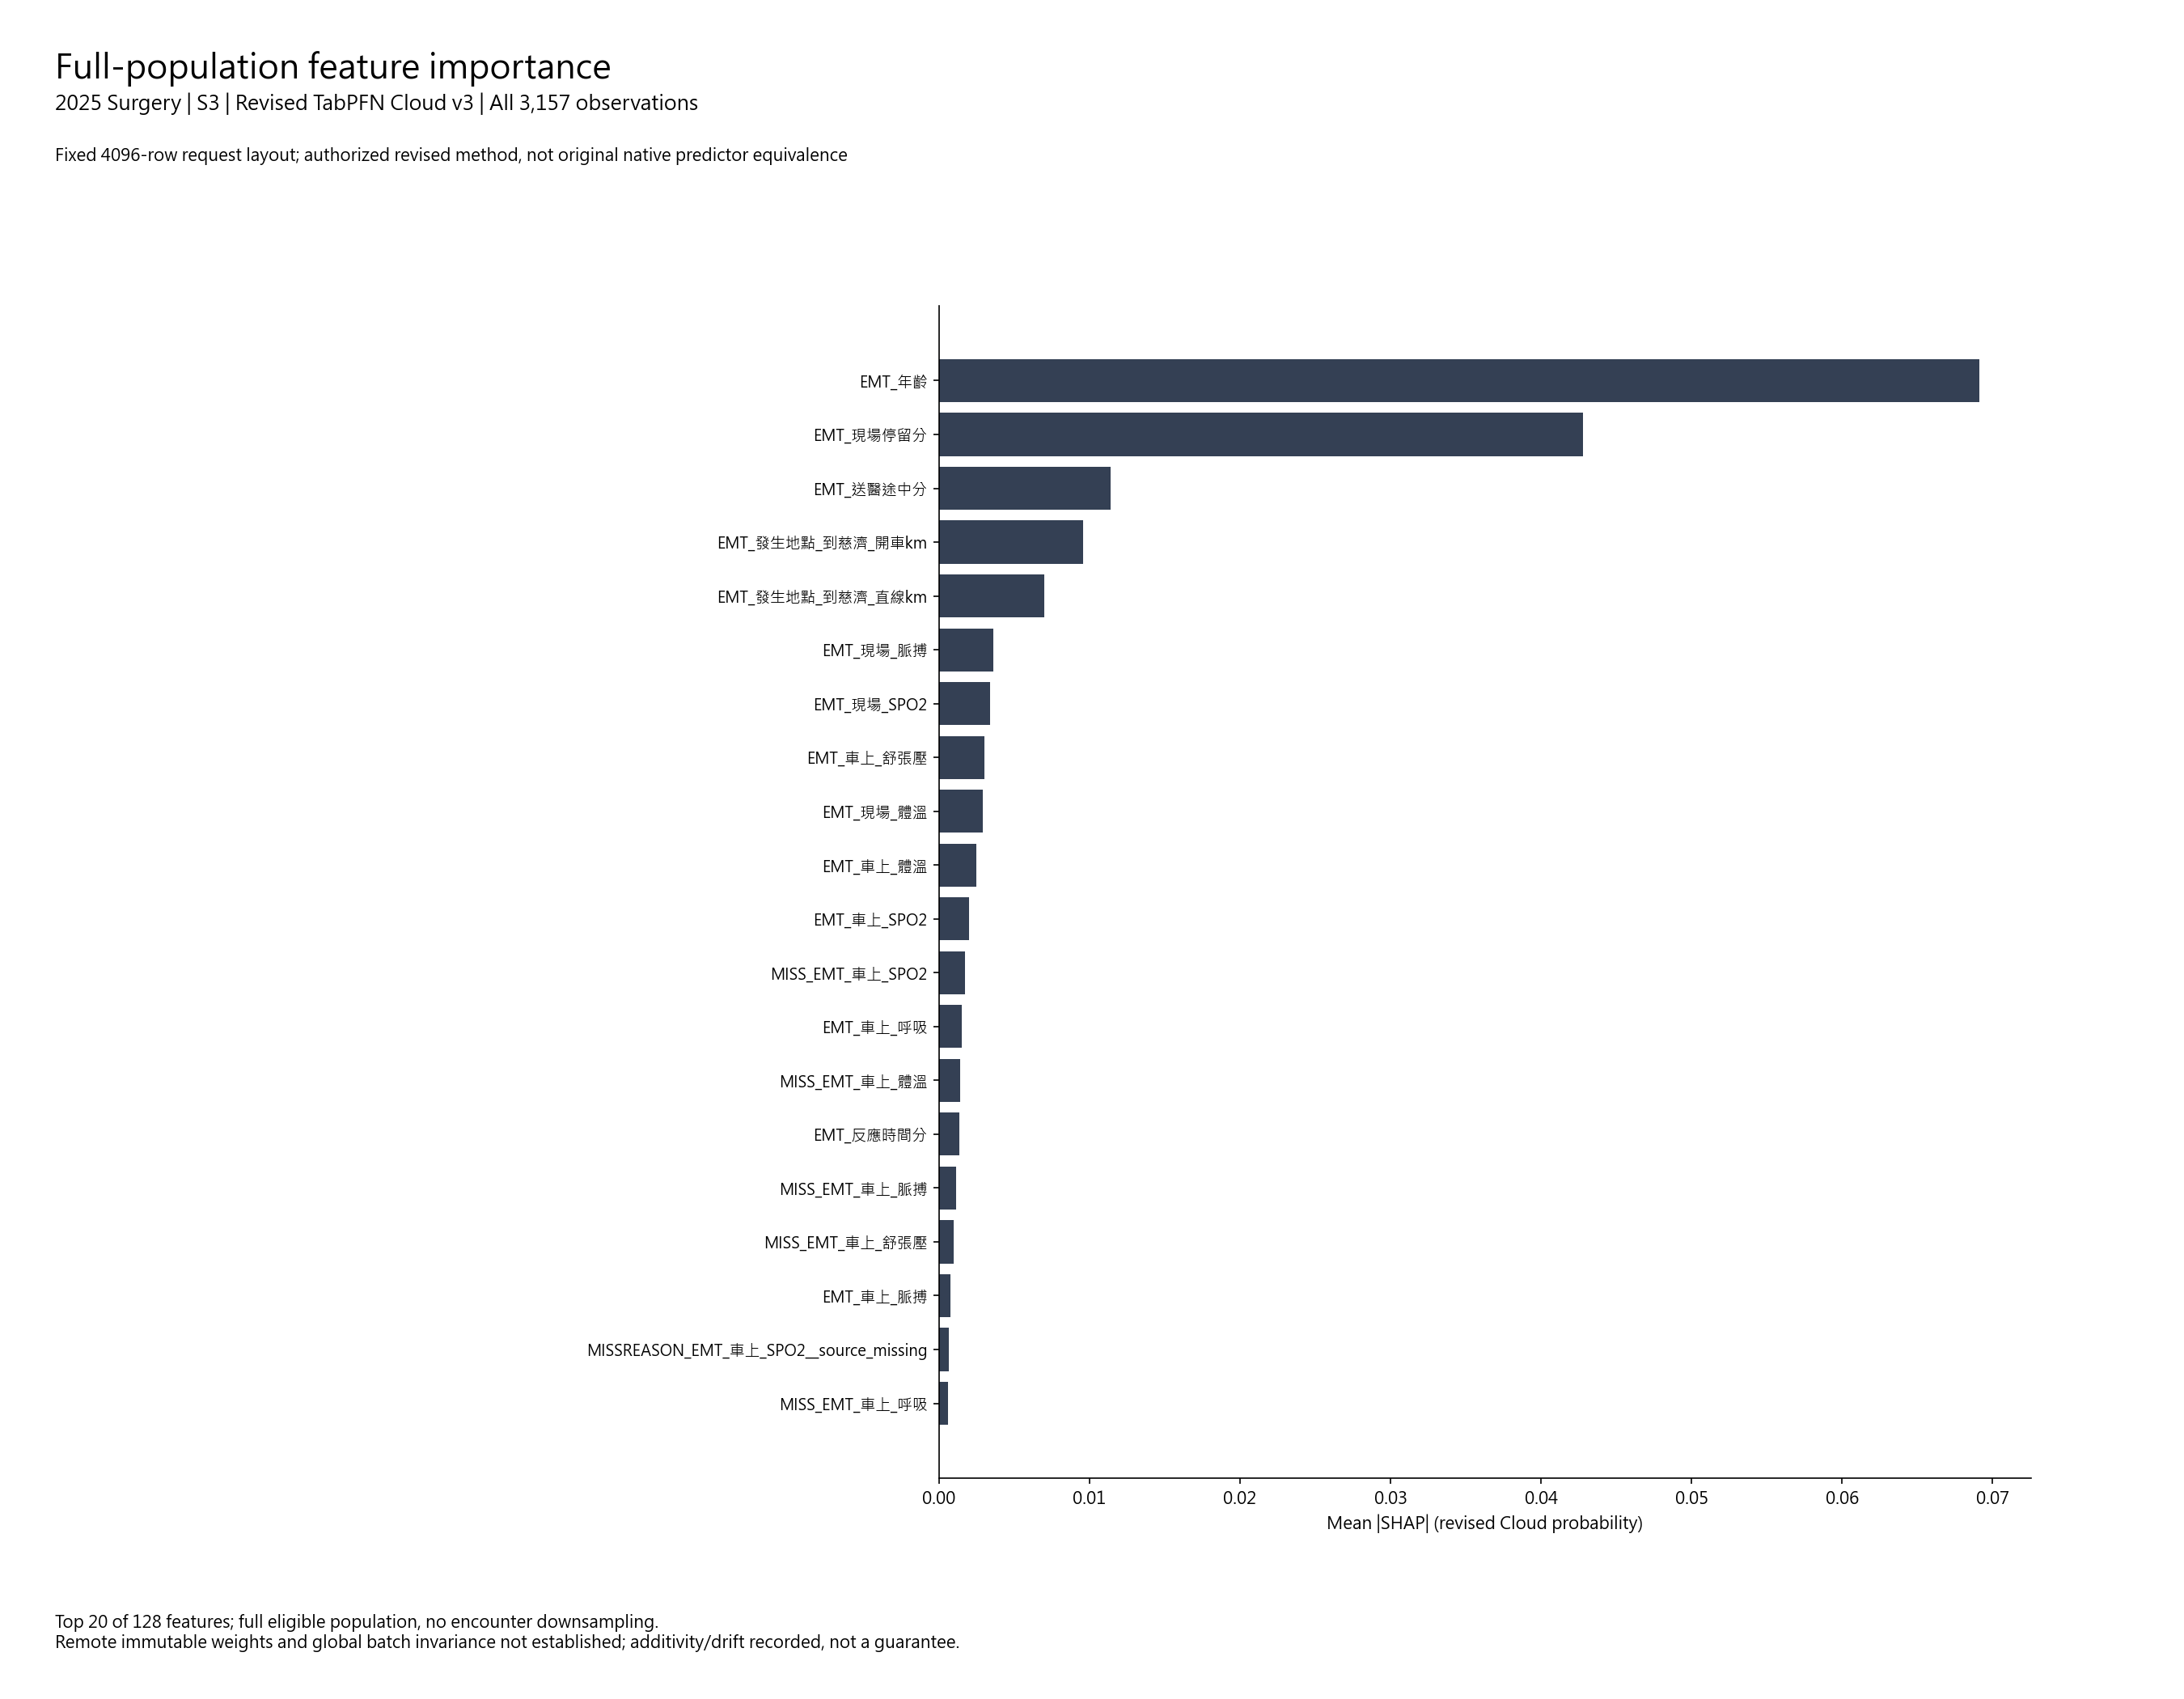 Full-population feature importance
2025 Surgery | S3 | Revised TabPFN Cloud v3 | All 3,157 observations
Fixed 4096-row request layout; authorized revised method, not original native predictor equivalence
EMT_年齡
EMT_現場停留分
EMT_送醫途中分
EMT_發生地點_到慈濟_開車km
EMT_發生地點_到慈濟_直線km
EMT_現場_脈搏
EMT_現場_SPO2
EMT_車上_舒張壓
EMT_現場_體溫
EMT_車上_體溫
EMT_車上_SPO2
MISS_EMT_車上_SPO2
EMT_車上_呼吸
MISS_EMT_車上_體溫
EMT_反應時間分
MISS_EMT_車上_脈搏
MISS_EMT_車上_舒張壓
EMT_車上_脈搏
MISSREASON_EMT_車上_SPO2__source_missing
MISS_EMT_車上_呼吸
0.00 0.01 0.02 0.03 0.04 0.05 0.06 0.07
Mean |SHAP| (revised Cloud probability)
Top 20 of 128 features; full eligible population, no encounter downsampling.
Remote immutable weights and global batch invariance not established; additivity/drift recorded, not a guarantee.